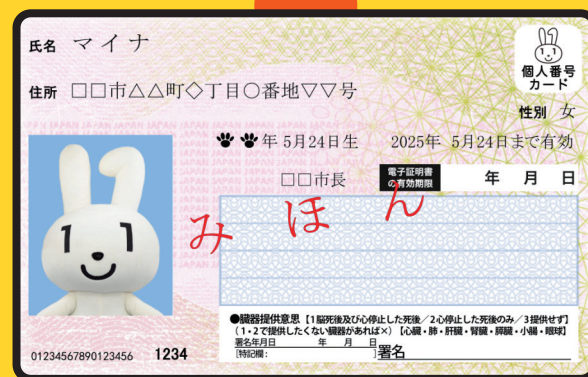 氏名 マイナ
個人番号
カード
住所 □□市△△町◇丁目○番地▽▽号
性別 女
年 5月24日生 2025年 5月24日まで有効
□□市長 電子証明書の有効期限 年 月 日
みほん
●臓器提供意思【1脳死後及び心停止した死後/2心停止した死後のみ/3提供せず】
(1・2で提供したくない臓器があれば×)【心臓・肺・肝臓・腎臓・膵臓・小腸・眼球】
署名年月日 年 月 日
[特記欄: ] 署名
01234567890123456 1234